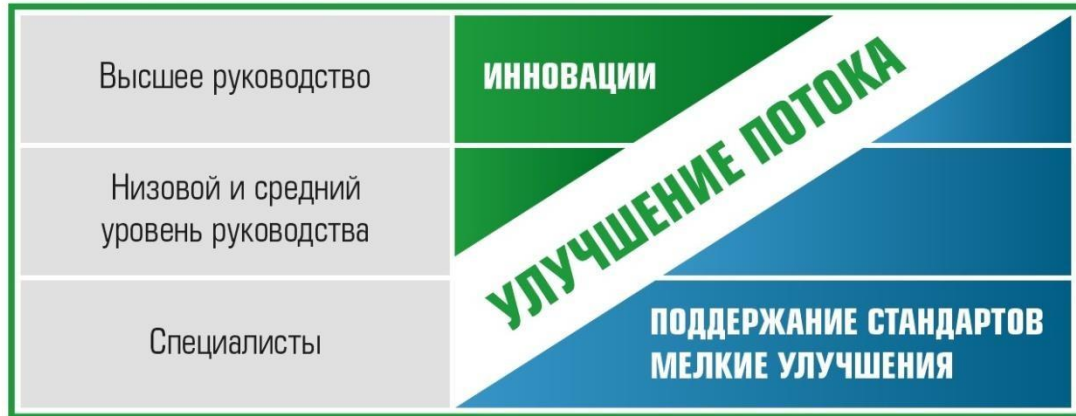 Высшее руководство
ИННОВАЦИИ
УЛУЧШЕНИЕ ПОТОКА
Низовой и средний
уровень руководства
Специалисты
ПОДДЕРЖАНИЕ СТАНДАРТОВ
МЕЛКИЕ УЛУЧШЕНИЯ